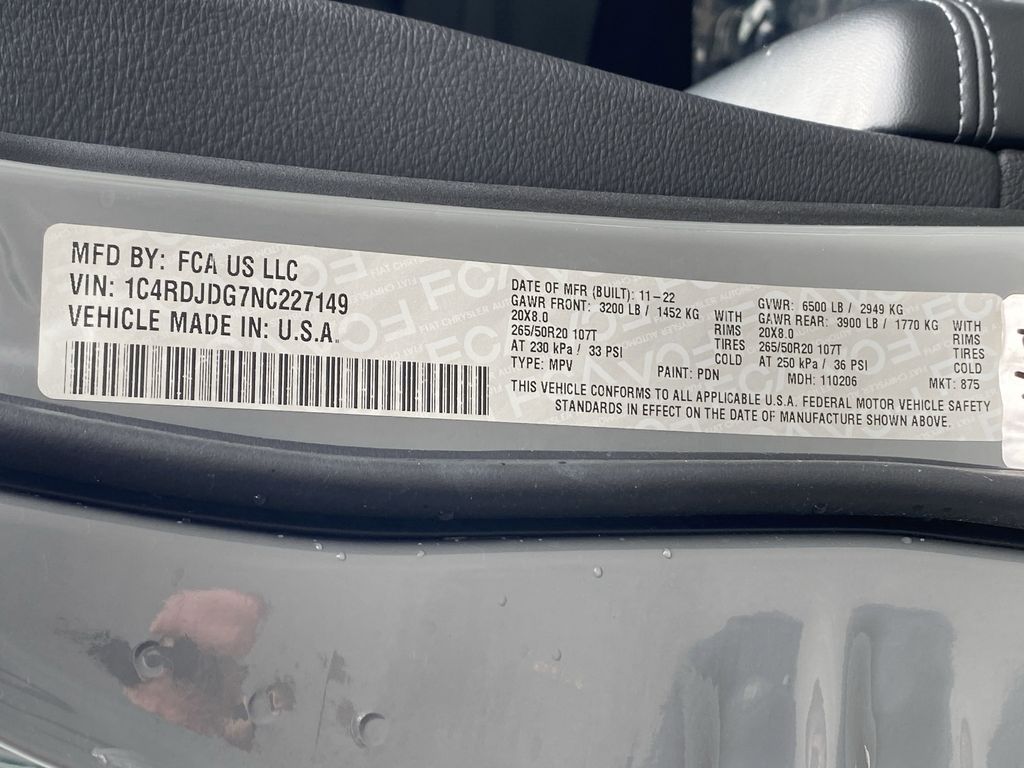 MFD BY: FCA US LLC
VIN: 1C4RDJDG7NC227149
VEHICLE MADE IN: U.S.A.
DATE OF MFR (BUILT): 11-22
GAWR FRONT: 3200 LB / 1452 KG WITH
20X8.0 RIMS
265/50R20 107T TIRES
AT 230 kPa / 33 PSI COLD
TYPE: MPV PAINT: PDN
GVWR: 6500 LB / 2949 KG
GAWR REAR: 3900 LB / 1770 KG WITH
20X8.0 RIMS
265/50R20 107T TIRES
AT 250 kPa / 36 PSI COLD
MDH: 110206 MKT: 875
THIS VEHICLE CONFORMS TO ALL APPLICABLE U.S.A. FEDERAL MOTOR VEHICLE SAFETY
STANDARDS IN EFFECT ON THE DATE OF MANUFACTURE SHOWN ABOVE.